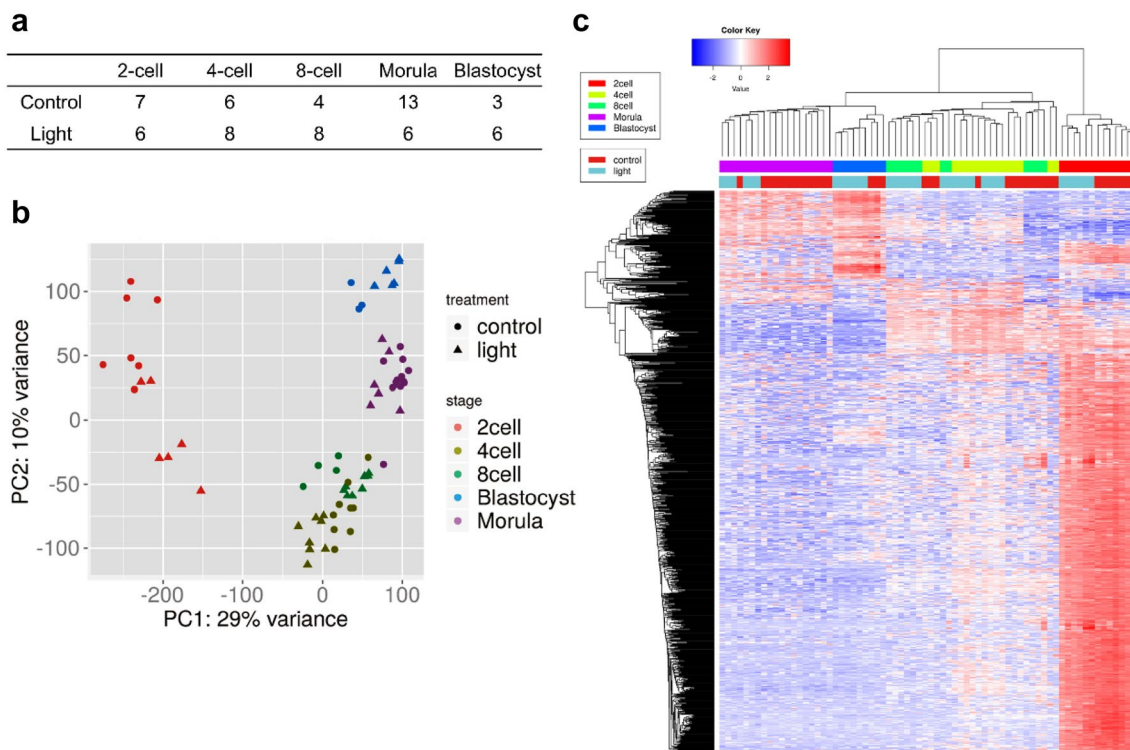 a
2-cell 4-cell 8-cell Morula Blastocyst
Control 7 6 4 13 3
Light 6 8 8 6 6
b
100
50
0
-50
-100
-200 -100 0 100
PC2: 10% variance
PC1: 29% variance
treatment
control
light
stage
2cell
4cell
8cell
Blastocyst
Morula
c
Color Key
-2 0 2
Value
2cell
4cell
8cell
Morula
Blastocyst
control
light